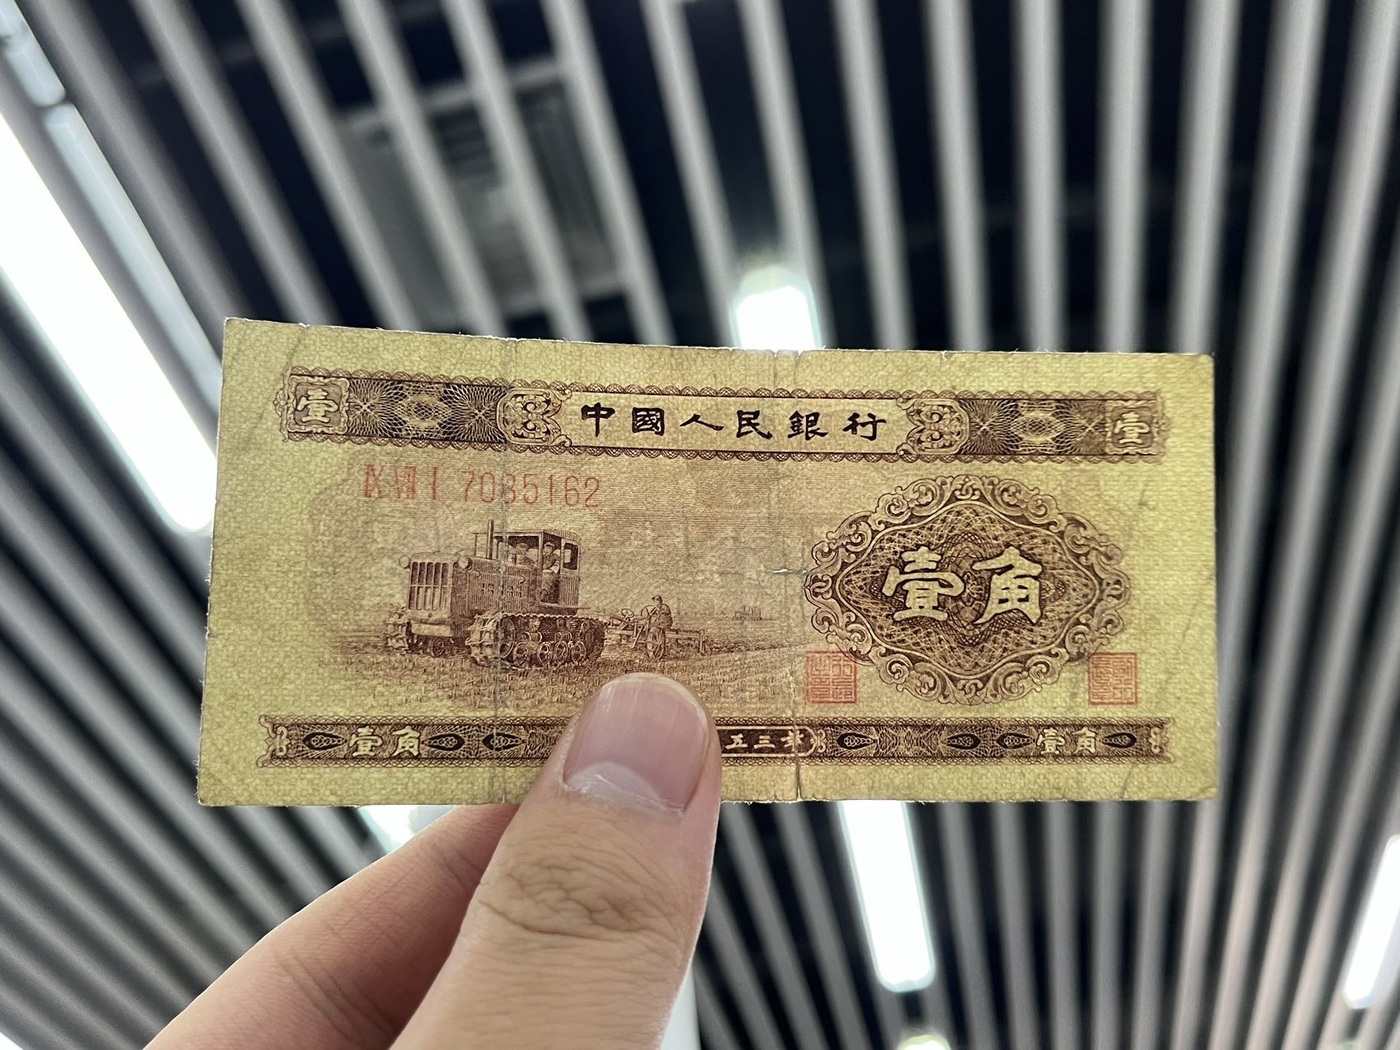 壹 中國人民銀行 壹
7085162
壹角
壹角 五三年 壹角